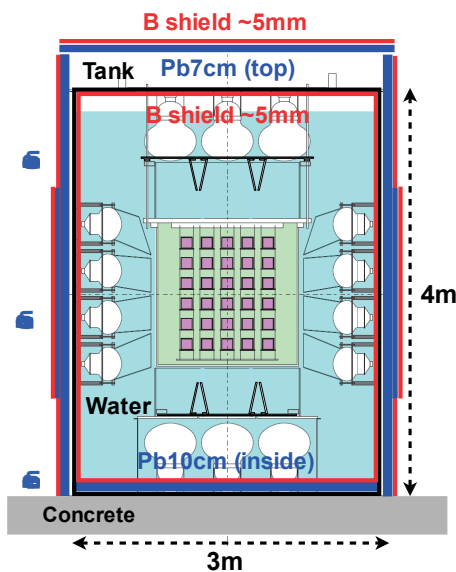 B shield ~5mm
Tank
Pb7cm (top)
B shield ~5mm
4m
Water
Pb10cm (inside)
Concrete
3m